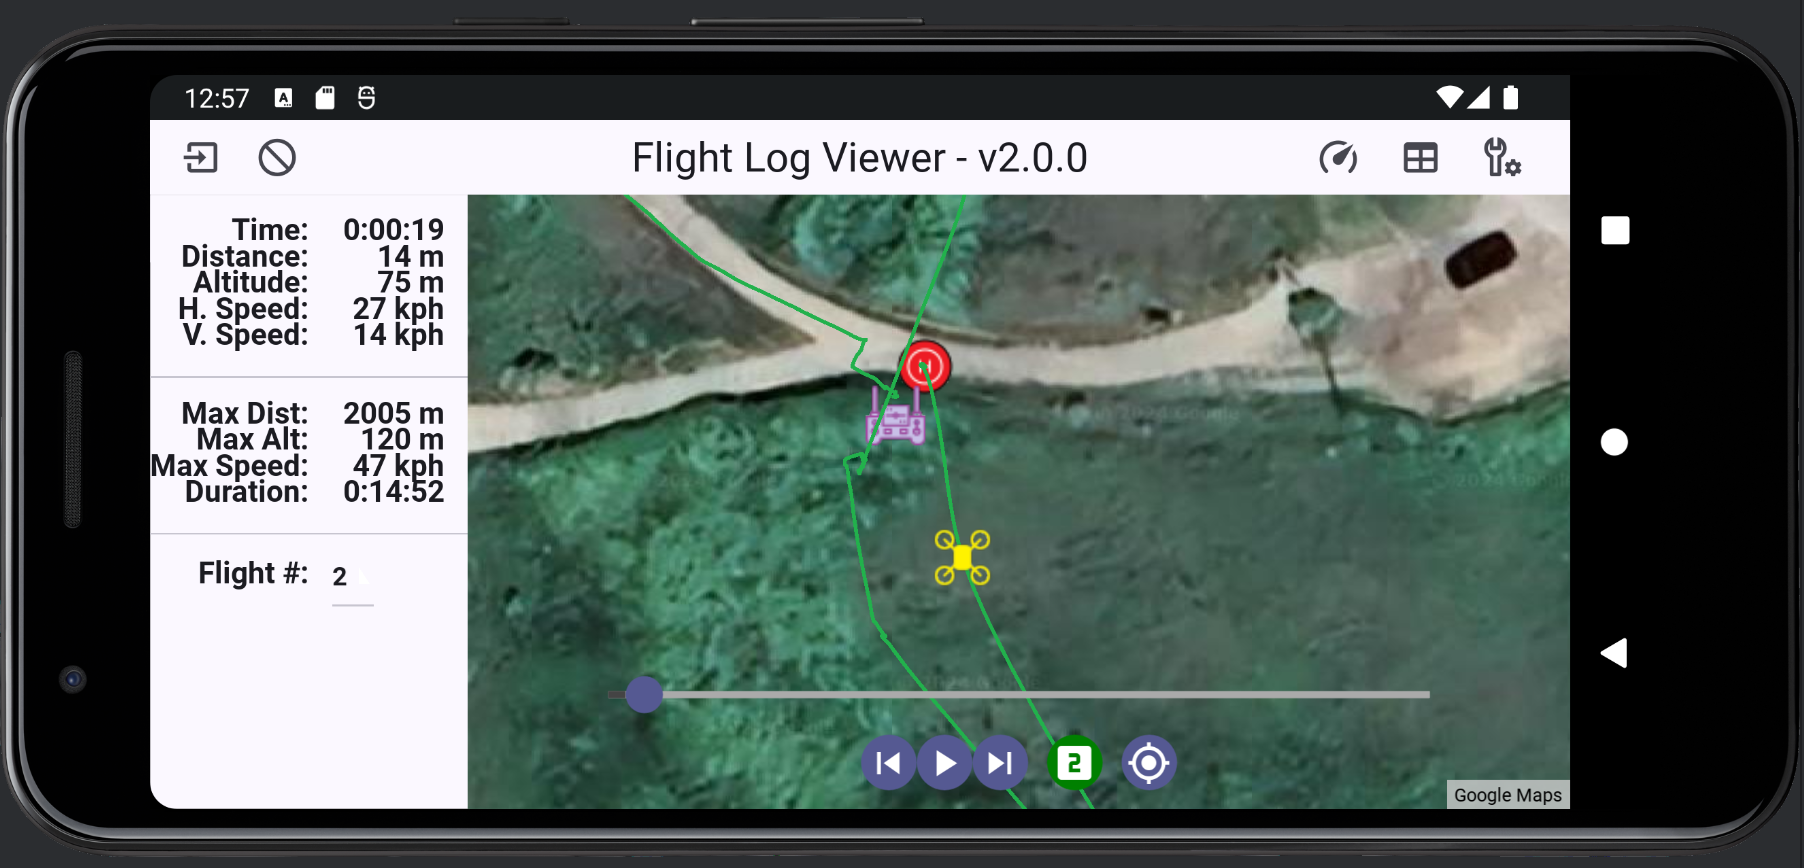 12:57
Flight Log Viewer - v2.0.0
Time: 0:00:19
Distance: 14 m
Altitude: 75 m
H. Speed: 27 kph
V. Speed: 14 kph
Max Dist: 2005 m
Max Alt: 120 m
Max Speed: 47 kph
Duration: 0:14:52
Flight #: 2
2
Google Maps